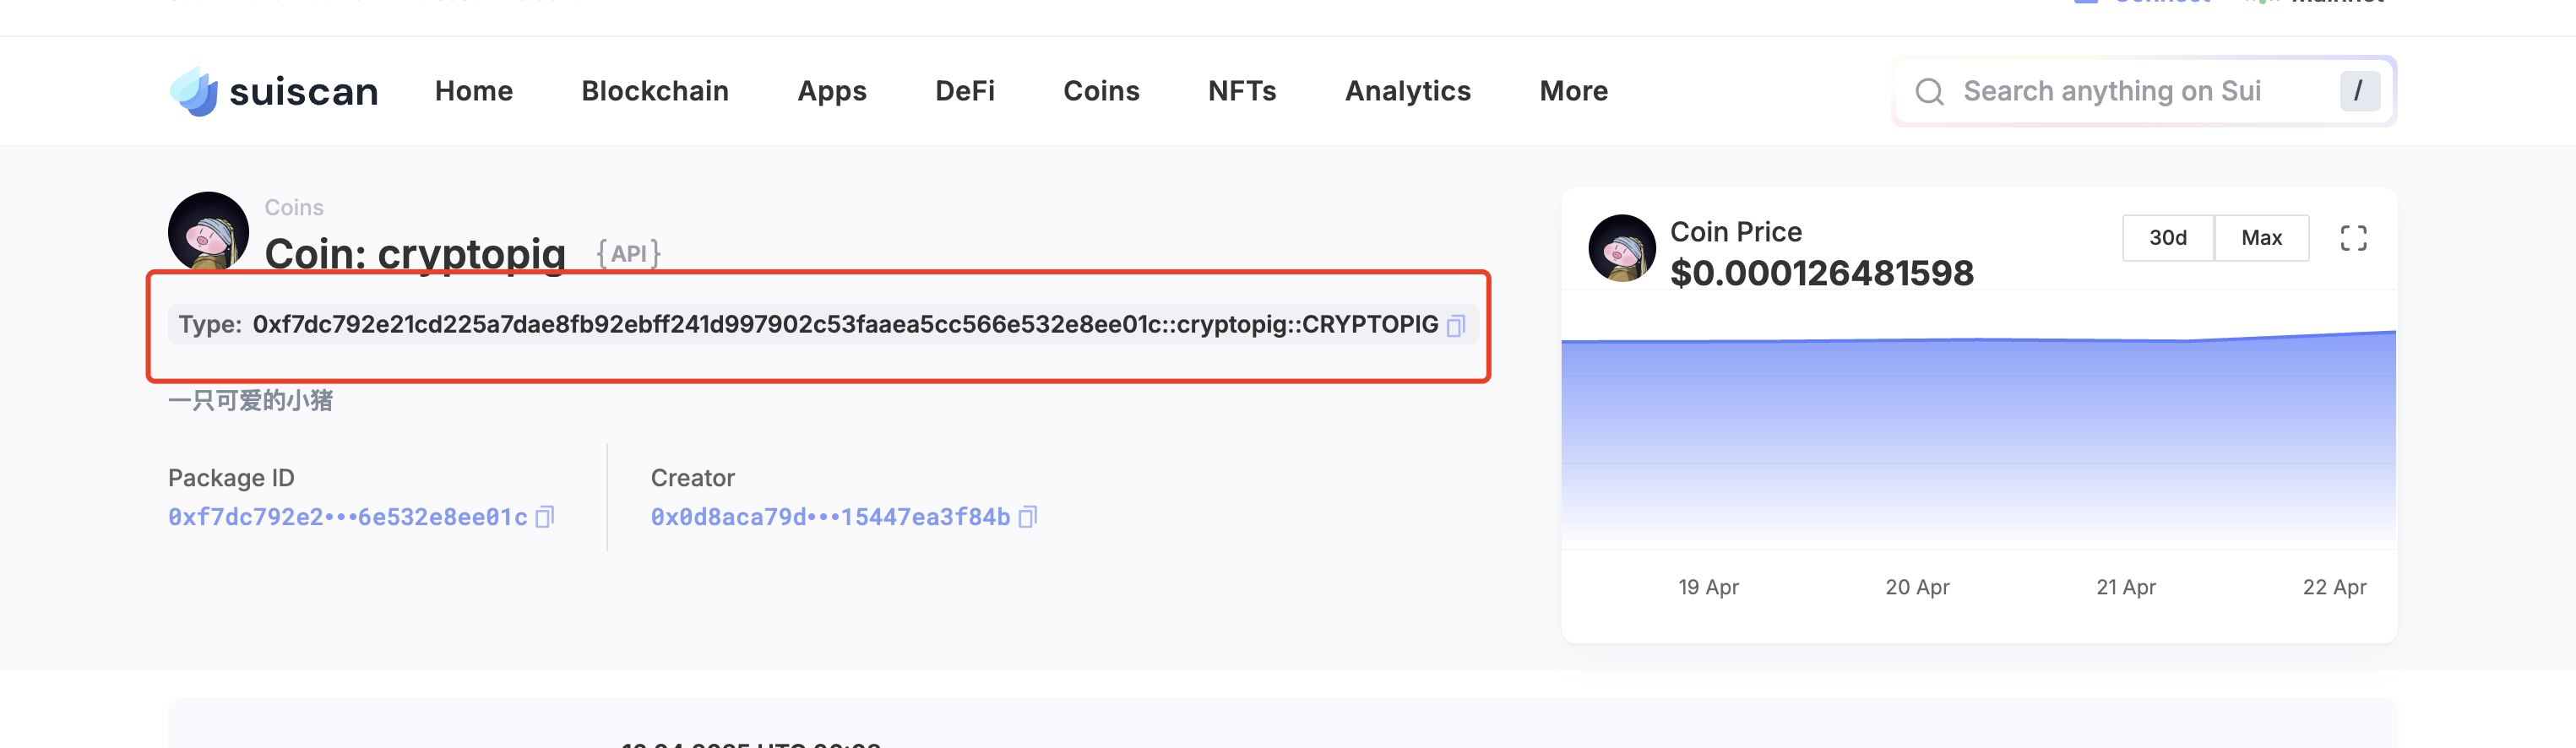 Mainnet
suiscan Home Blockchain Apps DeFi Coins NFTs Analytics More Search anything on Sui /
Coins
Coin: cryptopig {API}
Type: 0xf7dc792e21cd225a7dae8fb92ebff241d997902c53faaea5cc566e532e8ee01c::cryptopig::CRYPTOPIG
一只可爱的小猪
Package ID
0xf7dc792e2•••6e532e8ee01c
Creator
0x0d8aca79d•••15447ea3f84b
Coin Price
$0.000126481598
30d Max
19 Apr 20 Apr 21 Apr 22 Apr